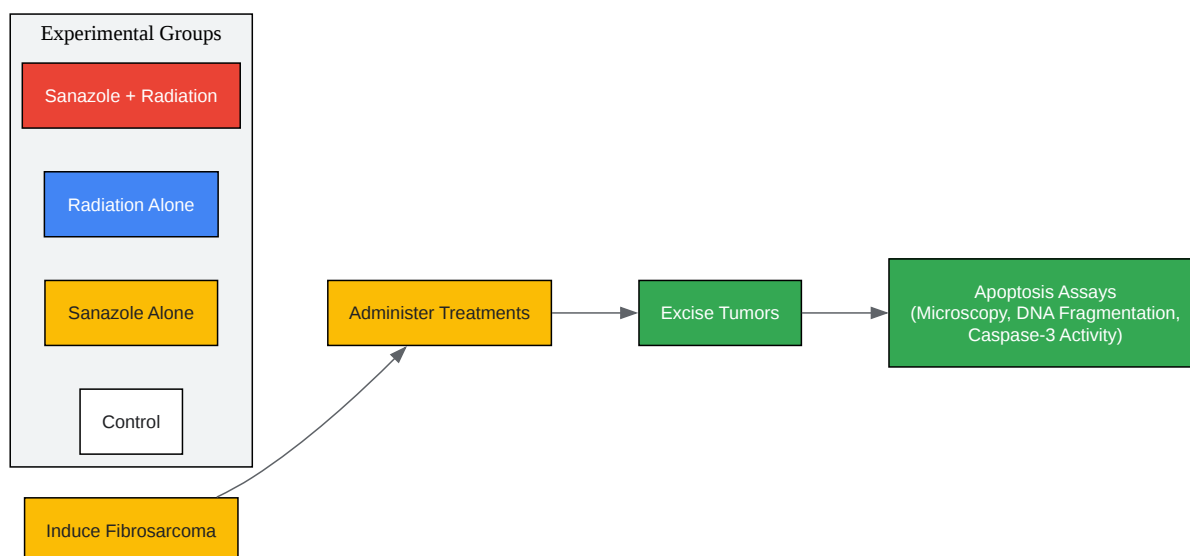 Experimental Groups
Sanazole + Radiation
Radiation Alone
Sanazole Alone
Control
Induce Fibrosarcoma
Administer Treatments
Excise Tumors
Apoptosis Assays
(Microscopy, DNA Fragmentation,
Caspase-3 Activity)